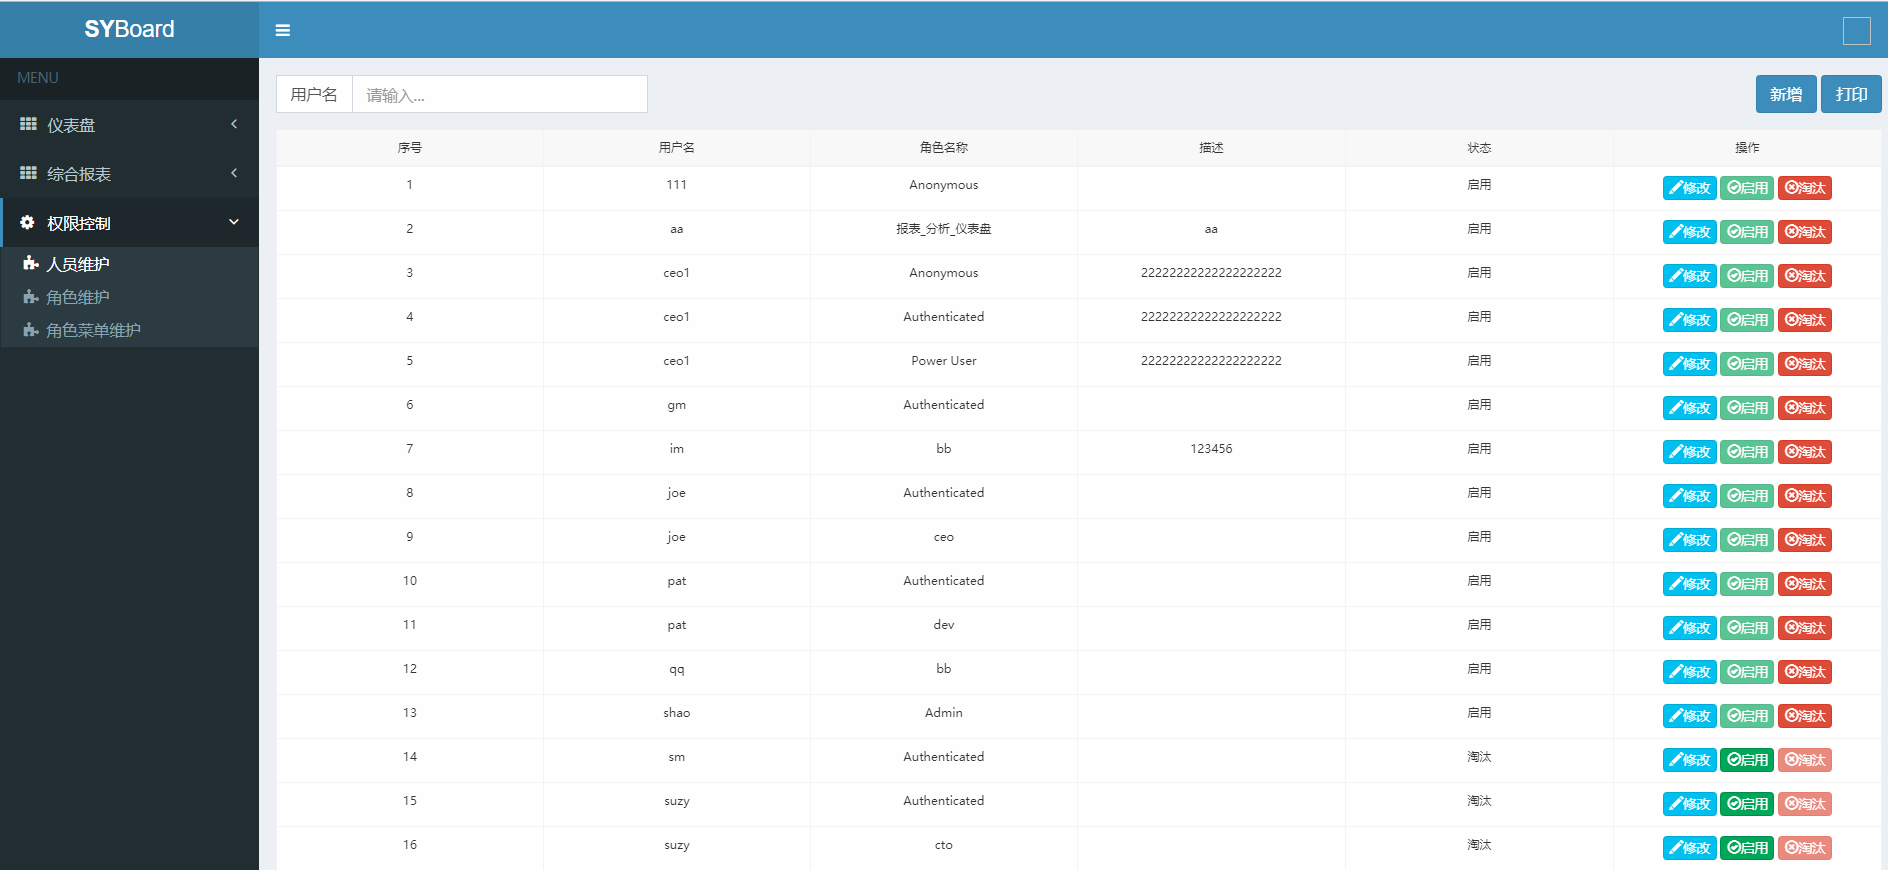 SYBoard
MENU
仪表盘
综合报表
权限控制
人员维护
角色维护
角色菜单维护
用户名 请输入... 新增 打印
序号 用户名 角色名称 描述 状态 操作
1 111 Anonymous 启用 修改 启用 淘汰
2 aa 报表_分析_仪表盘 aa 启用 修改 启用 淘汰
3 ceo1 Anonymous 22222222222222222222 启用 修改 启用 淘汰
4 ceo1 Authenticated 22222222222222222222 启用 修改 启用 淘汰
5 ceo1 Power User 22222222222222222222 启用 修改 启用 淘汰
6 gm Authenticated 启用 修改 启用 淘汰
7 im bb 123456 启用 修改 启用 淘汰
8 joe Authenticated 启用 修改 启用 淘汰
9 joe ceo 启用 修改 启用 淘汰
10 pat Authenticated 启用 修改 启用 淘汰
11 pat dev 启用 修改 启用 淘汰
12 qq bb 启用 修改 启用 淘汰
13 shao Admin 启用 修改 启用 淘汰
14 sm Authenticated 淘汰 修改 启用 淘汰
15 suzy Authenticated 淘汰 修改 启用 淘汰
16 suzy cto 淘汰 修改 启用 淘汰